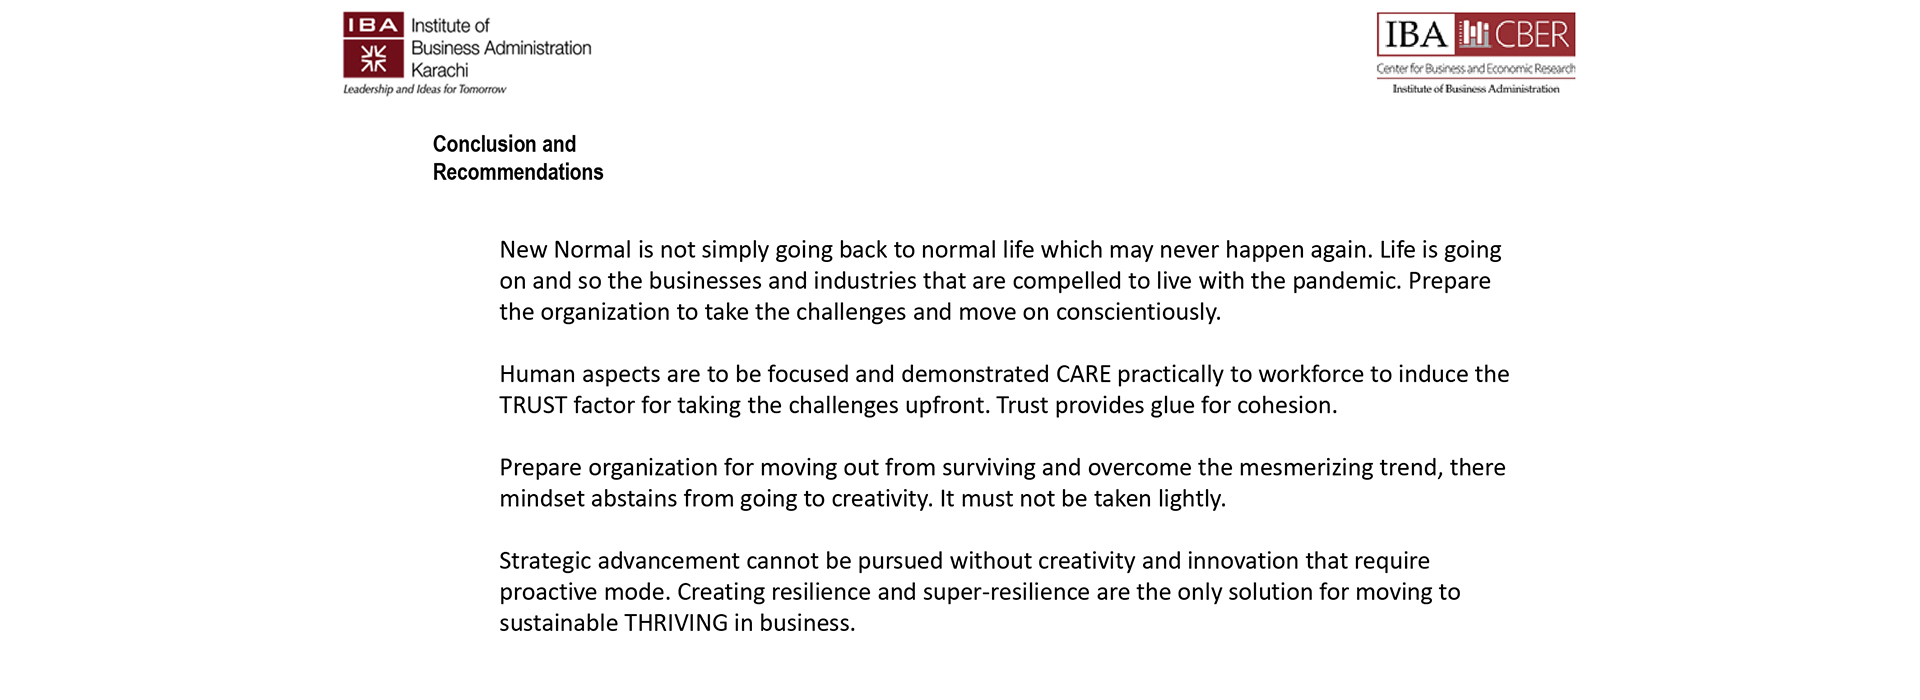 IBA
Institute of
Business Administration
Karachi
Leadership and Ideas for Tomorrow
IBA CBER
Center for Business and Economic Research
Institute of Business Administration
Conclusion and
Recommendations
New Normal is not simply going back to normal life which may never happen again. Life is going
on and so the businesses and industries that are compelled to live with the pandemic. Prepare
the organization to take the challenges and move on conscientiously.
Human aspects are to be focused and demonstrated CARE practically to workforce to induce the
TRUST factor for taking the challenges upfront. Trust provides glue for cohesion.
Prepare organization for moving out from surviving and overcome the mesmerizing trend, there
mindset abstains from going to creativity. It must not be taken lightly.
Strategic advancement cannot be pursued without creativity and innovation that require
proactive mode. Creating resilience and super-resilience are the only solution for moving to
sustainable THRIVING in business.